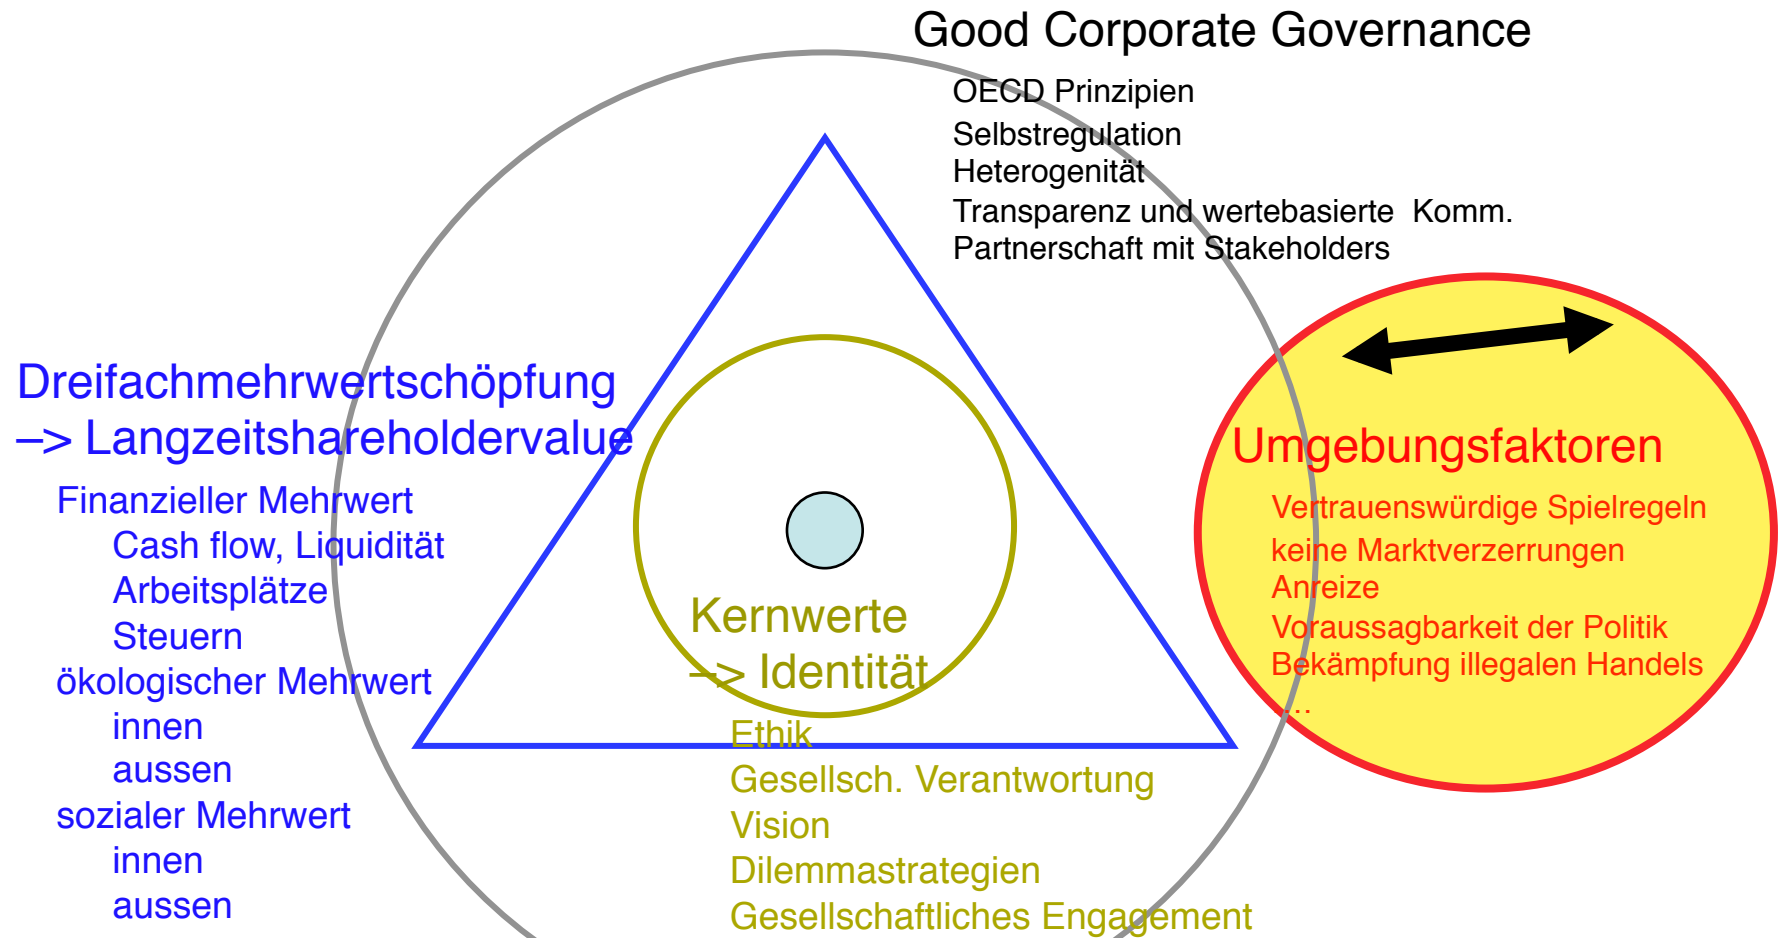 Good Corporate Governance
OECD Prinzipien
Selbstregulation
Heterogenität
Transparenz und wertebasierte  Komm.
Partnerschaft mit Stakeholders
Dreifachmehrwertschöpfung
–> Langzeitshareholdervalue
Finanzieller Mehrwert
Cash flow, Liquidität
Arbeitsplätze
Steuern
ökologischer Mehrwert
innen
aussen
sozialer Mehrwert
innen
aussen
Kernwerte
–> Identität
Ethik
Gesellsch. Verantwortung
Vision
Dilemmastrategien
Gesellschaftliches Engagement
Umgebungsfaktoren
Vertrauenswürdige Spielregeln
keine Marktverzerrungen
Anreize
Voraussagbarkeit der Politik
Bekämpfung illegalen Handels
…